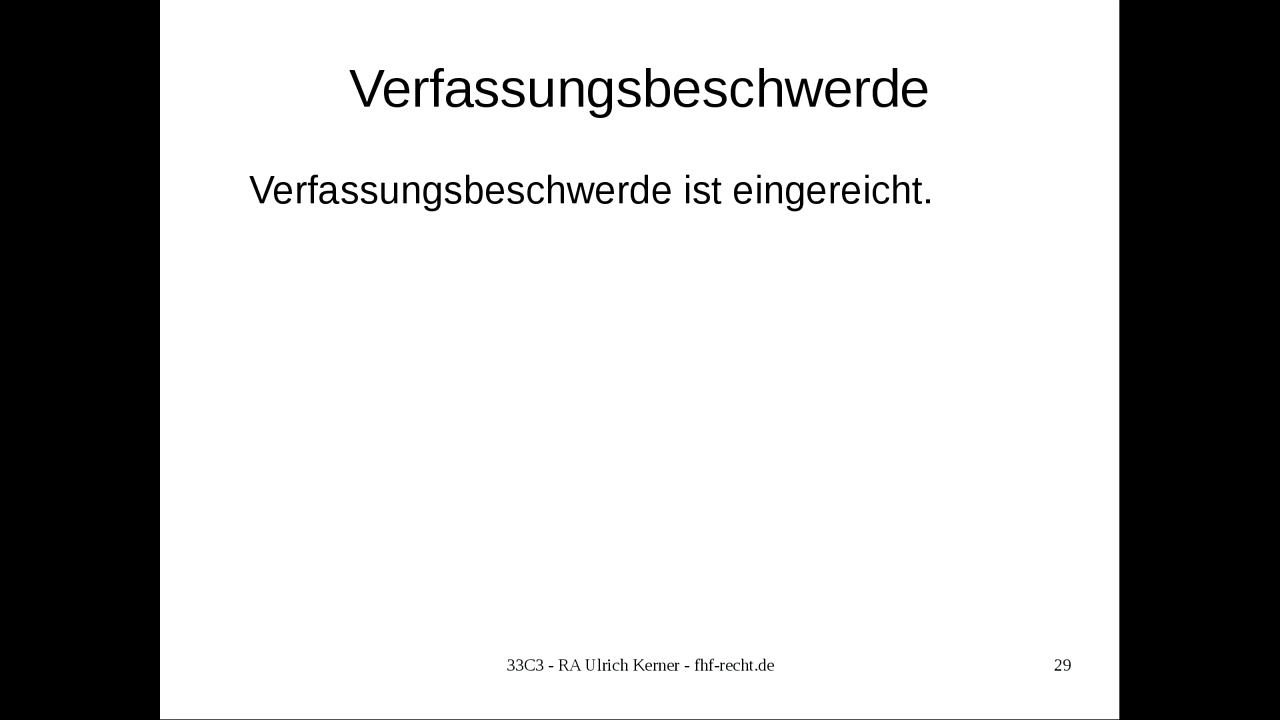 Verfassungsbeschwerde
Verfassungsbeschwerde ist eingereicht.
33C3 - RA Ulrich Kerner - fhf-recht.de
29